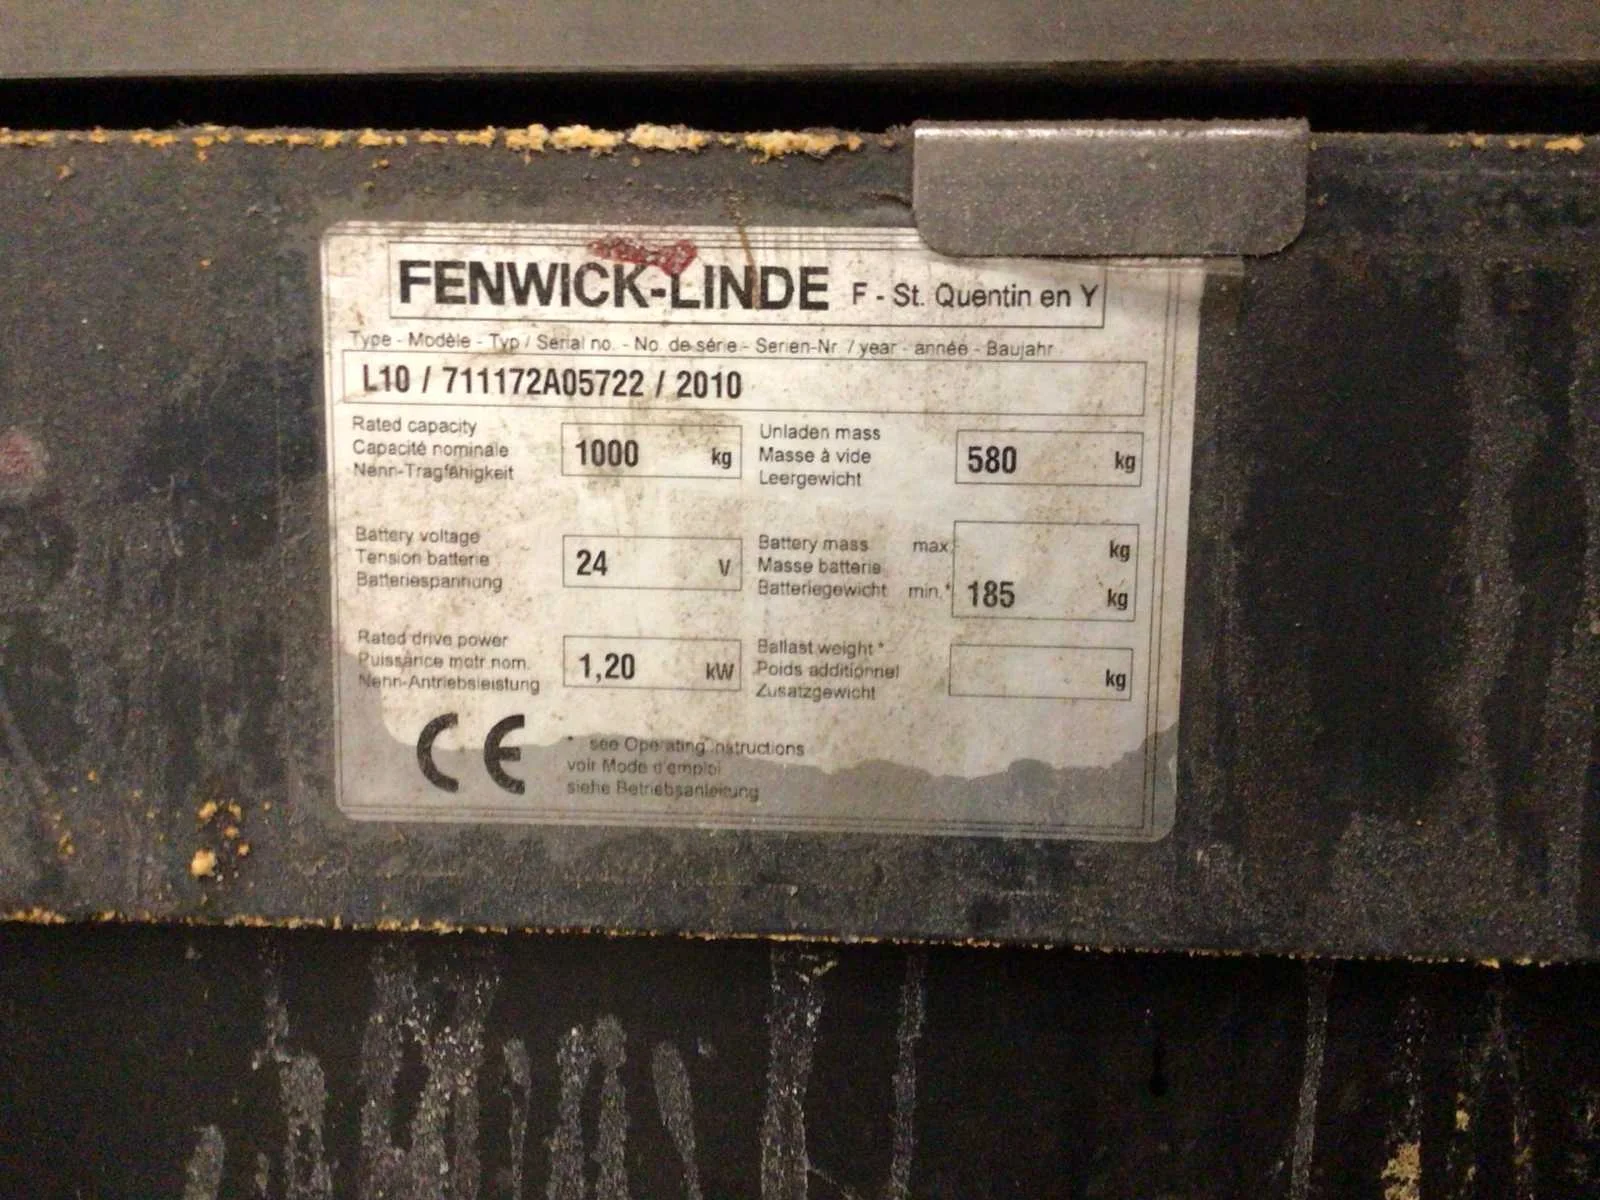 FENWICK-LINDE F - St. Quentin en Y
Type - Modèle - Typ / Serial no. - No. de série - Serien-Nr. / year - année - Baujahr
L10 / 711172A05722 / 2010
Rated capacity
Capacité nominale
Nenn-Tragfähigkeit
1000 kg
Unladen mass
Masse à vide
Leergewicht
580 kg
Battery voltage
Tension batterie
Batteriespannung
24 V
Battery mass max.
Masse batterie
Batteriegewicht min.*
kg
185 kg
Rated drive power
Puissance motr.nom.
Nenn-Antriebsleistung
1,20 kW
Ballast weight *
Poids additionnel
Zusatzgewicht
kg
CE
* see Operating instructions
voir Mode d'emploi
siehe Betriebsanleitung